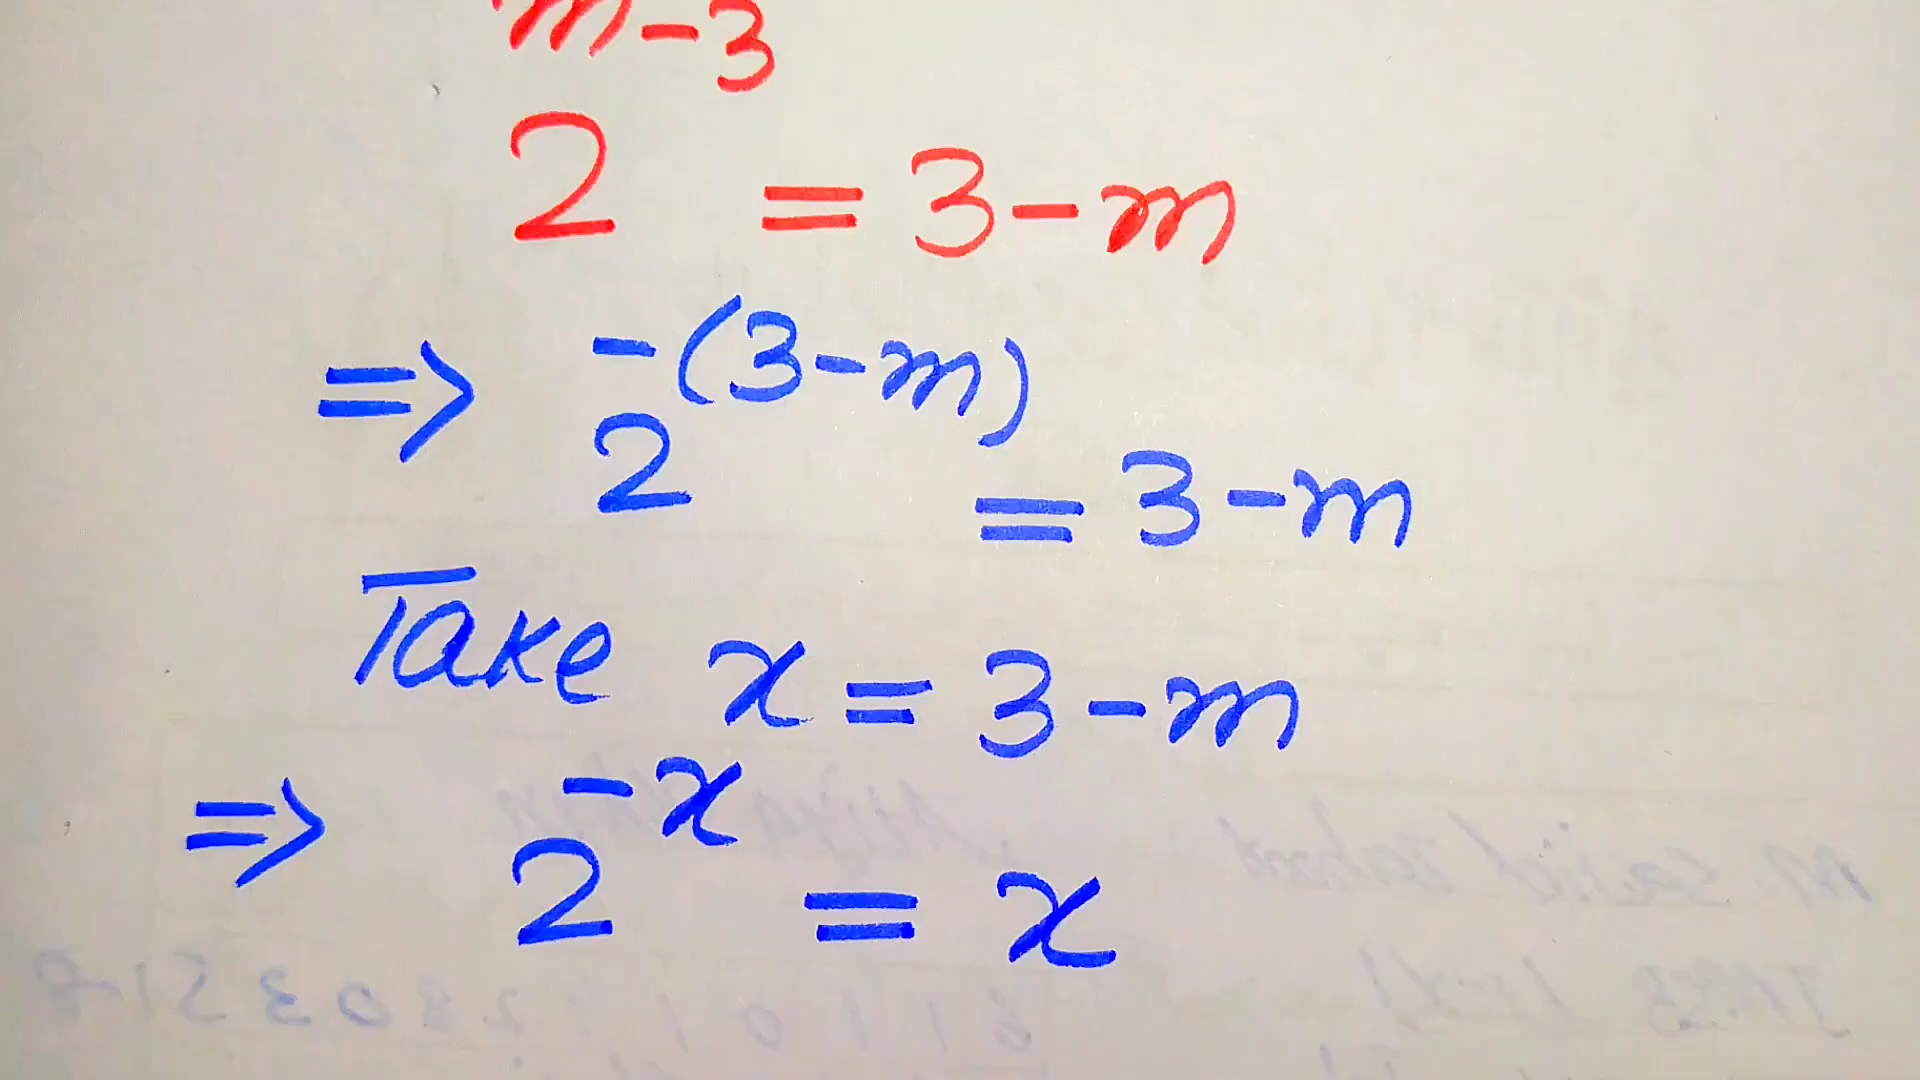 2^{m-3} = 3-m
⇒ 2^{-(3-m)} = 3-m
Take x = 3-m
⇒ 2^{-x} = x